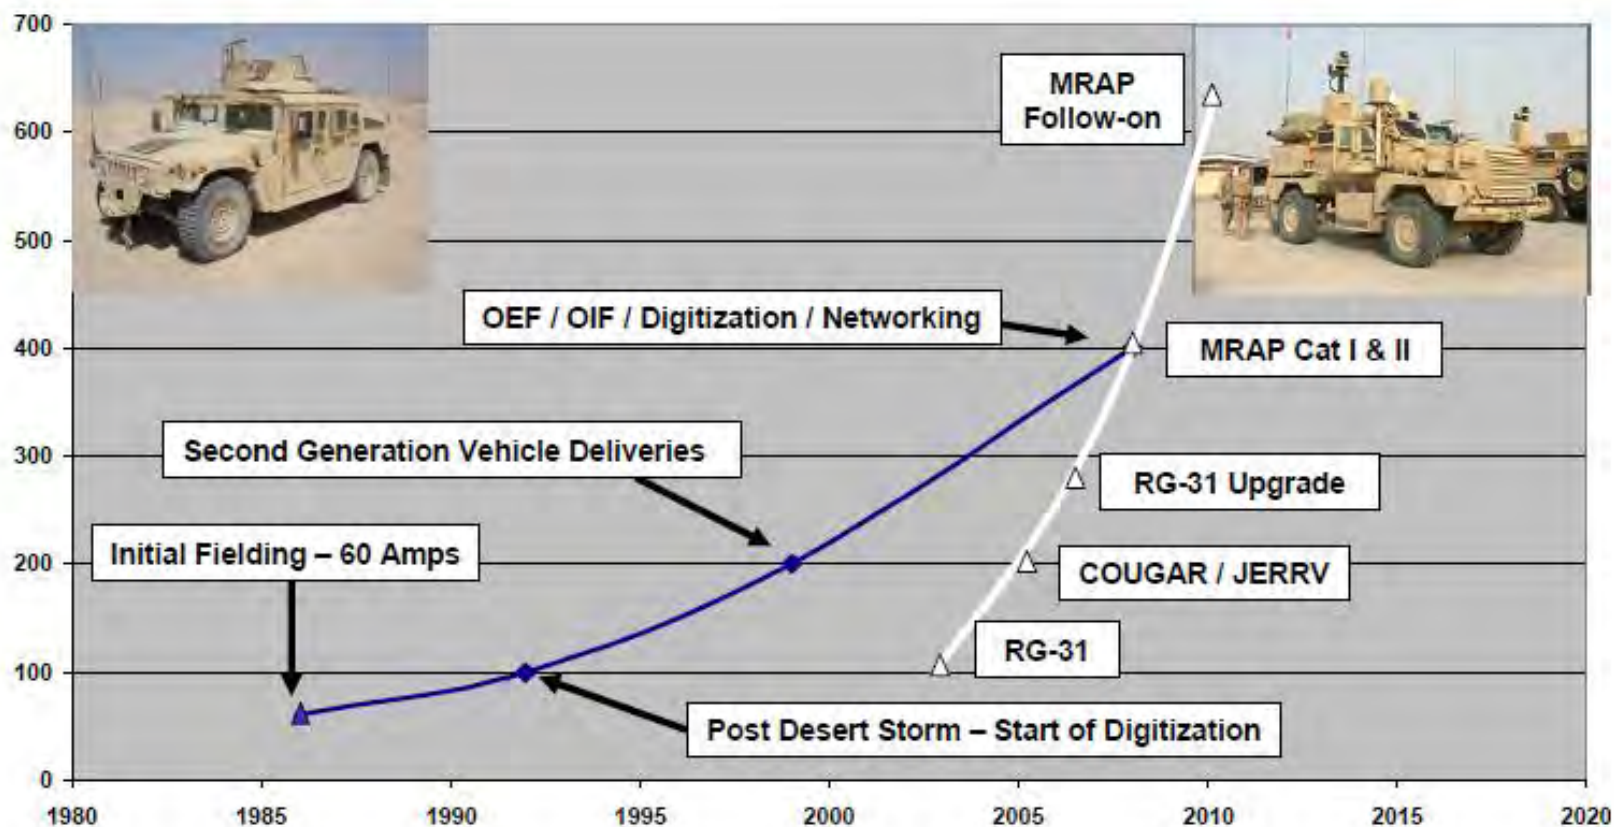 700
600
500
400
300
200
100
0
MRAP
Follow-on
OEF / OIF / Digitization / Networking
MRAP Cat I & II
Second Generation Vehicle Deliveries
RG-31 Upgrade
Initial Fielding – 60 Amps
COUGAR / JERRV
RG-31
Post Desert Storm – Start of Digitization
1980 1985 1990 1995 2000 2005 2010 2015 2020